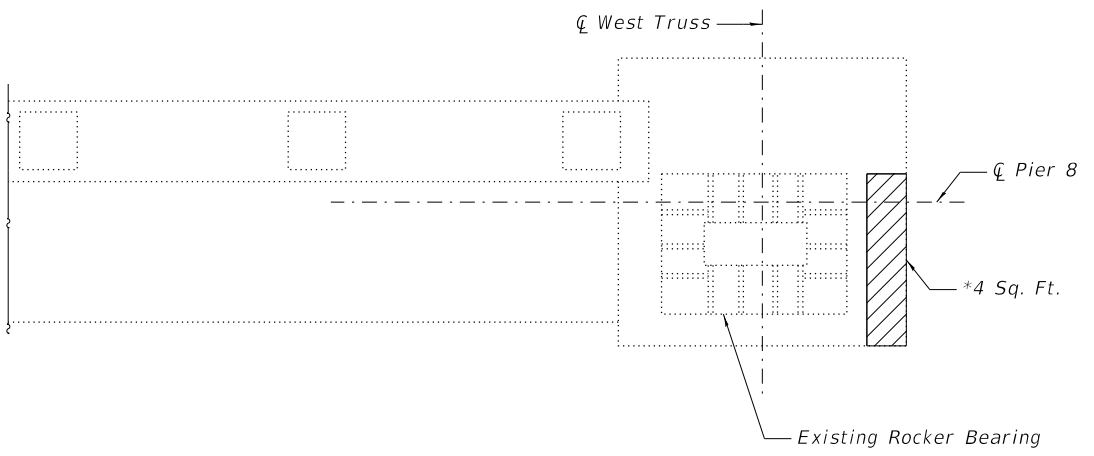 ℄ West Truss
℄ Pier 8
*4 Sq. Ft.
Existing Rocker Bearing